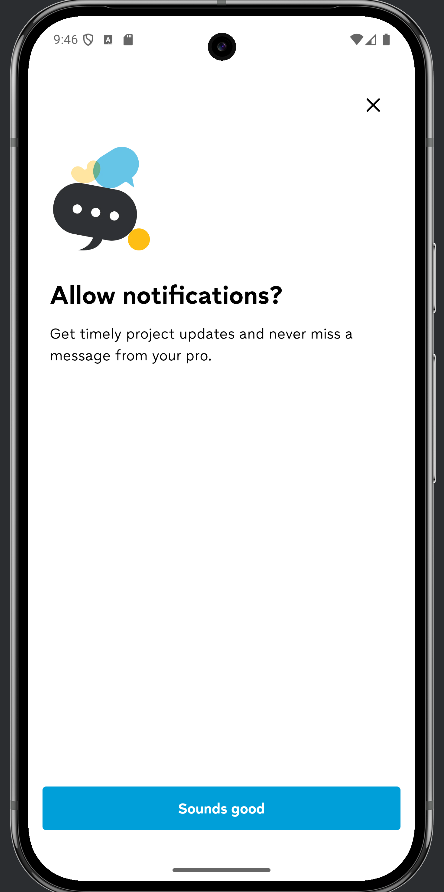 9:46
Allow notifications?
Get timely project updates and never miss a
message from your pro.
Sounds good